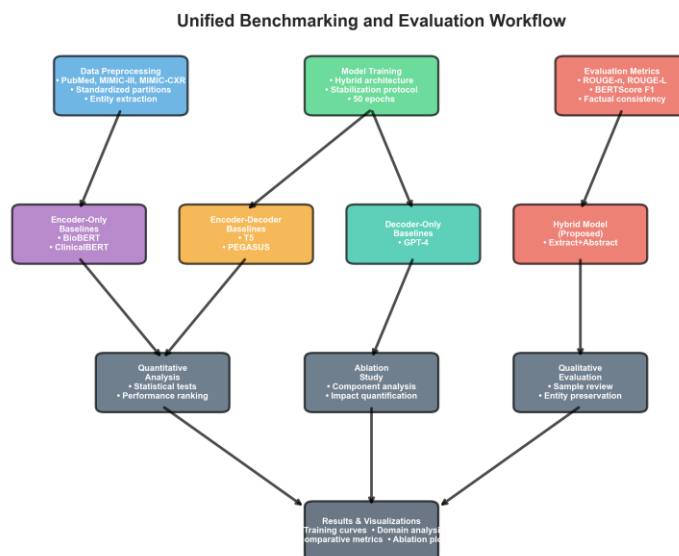 Unified Benchmarking and Evaluation Workflow
Data Preprocessing
• PubMed, MIMIC-III, MIMIC-CXR
• Standardized partitions
• Entity extraction
Model Training
• Hybrid architecture
• Stabilization protocol
• 50 epochs
Evaluation Metrics
• ROUGE-n, ROUGE-L
• BERTScore F1
• Factual consistency
Encoder-Only
Baselines
• BioBERT
• ClinicalBERT
Encoder-Decoder
Baselines
• T5
• PEGASUS
Decoder-Only
Baselines
• GPT-4
Hybrid Model
(Proposed)
• Extract+Abstract
Quantitative
Analysis
• Statistical tests
• Performance ranking
Ablation
Study
• Component analysis
• Impact quantification
Qualitative
Evaluation
• Sample review
• Entity preservation
Results & Visualizations
Training curves • Domain analysis
omparative metrics • Ablation